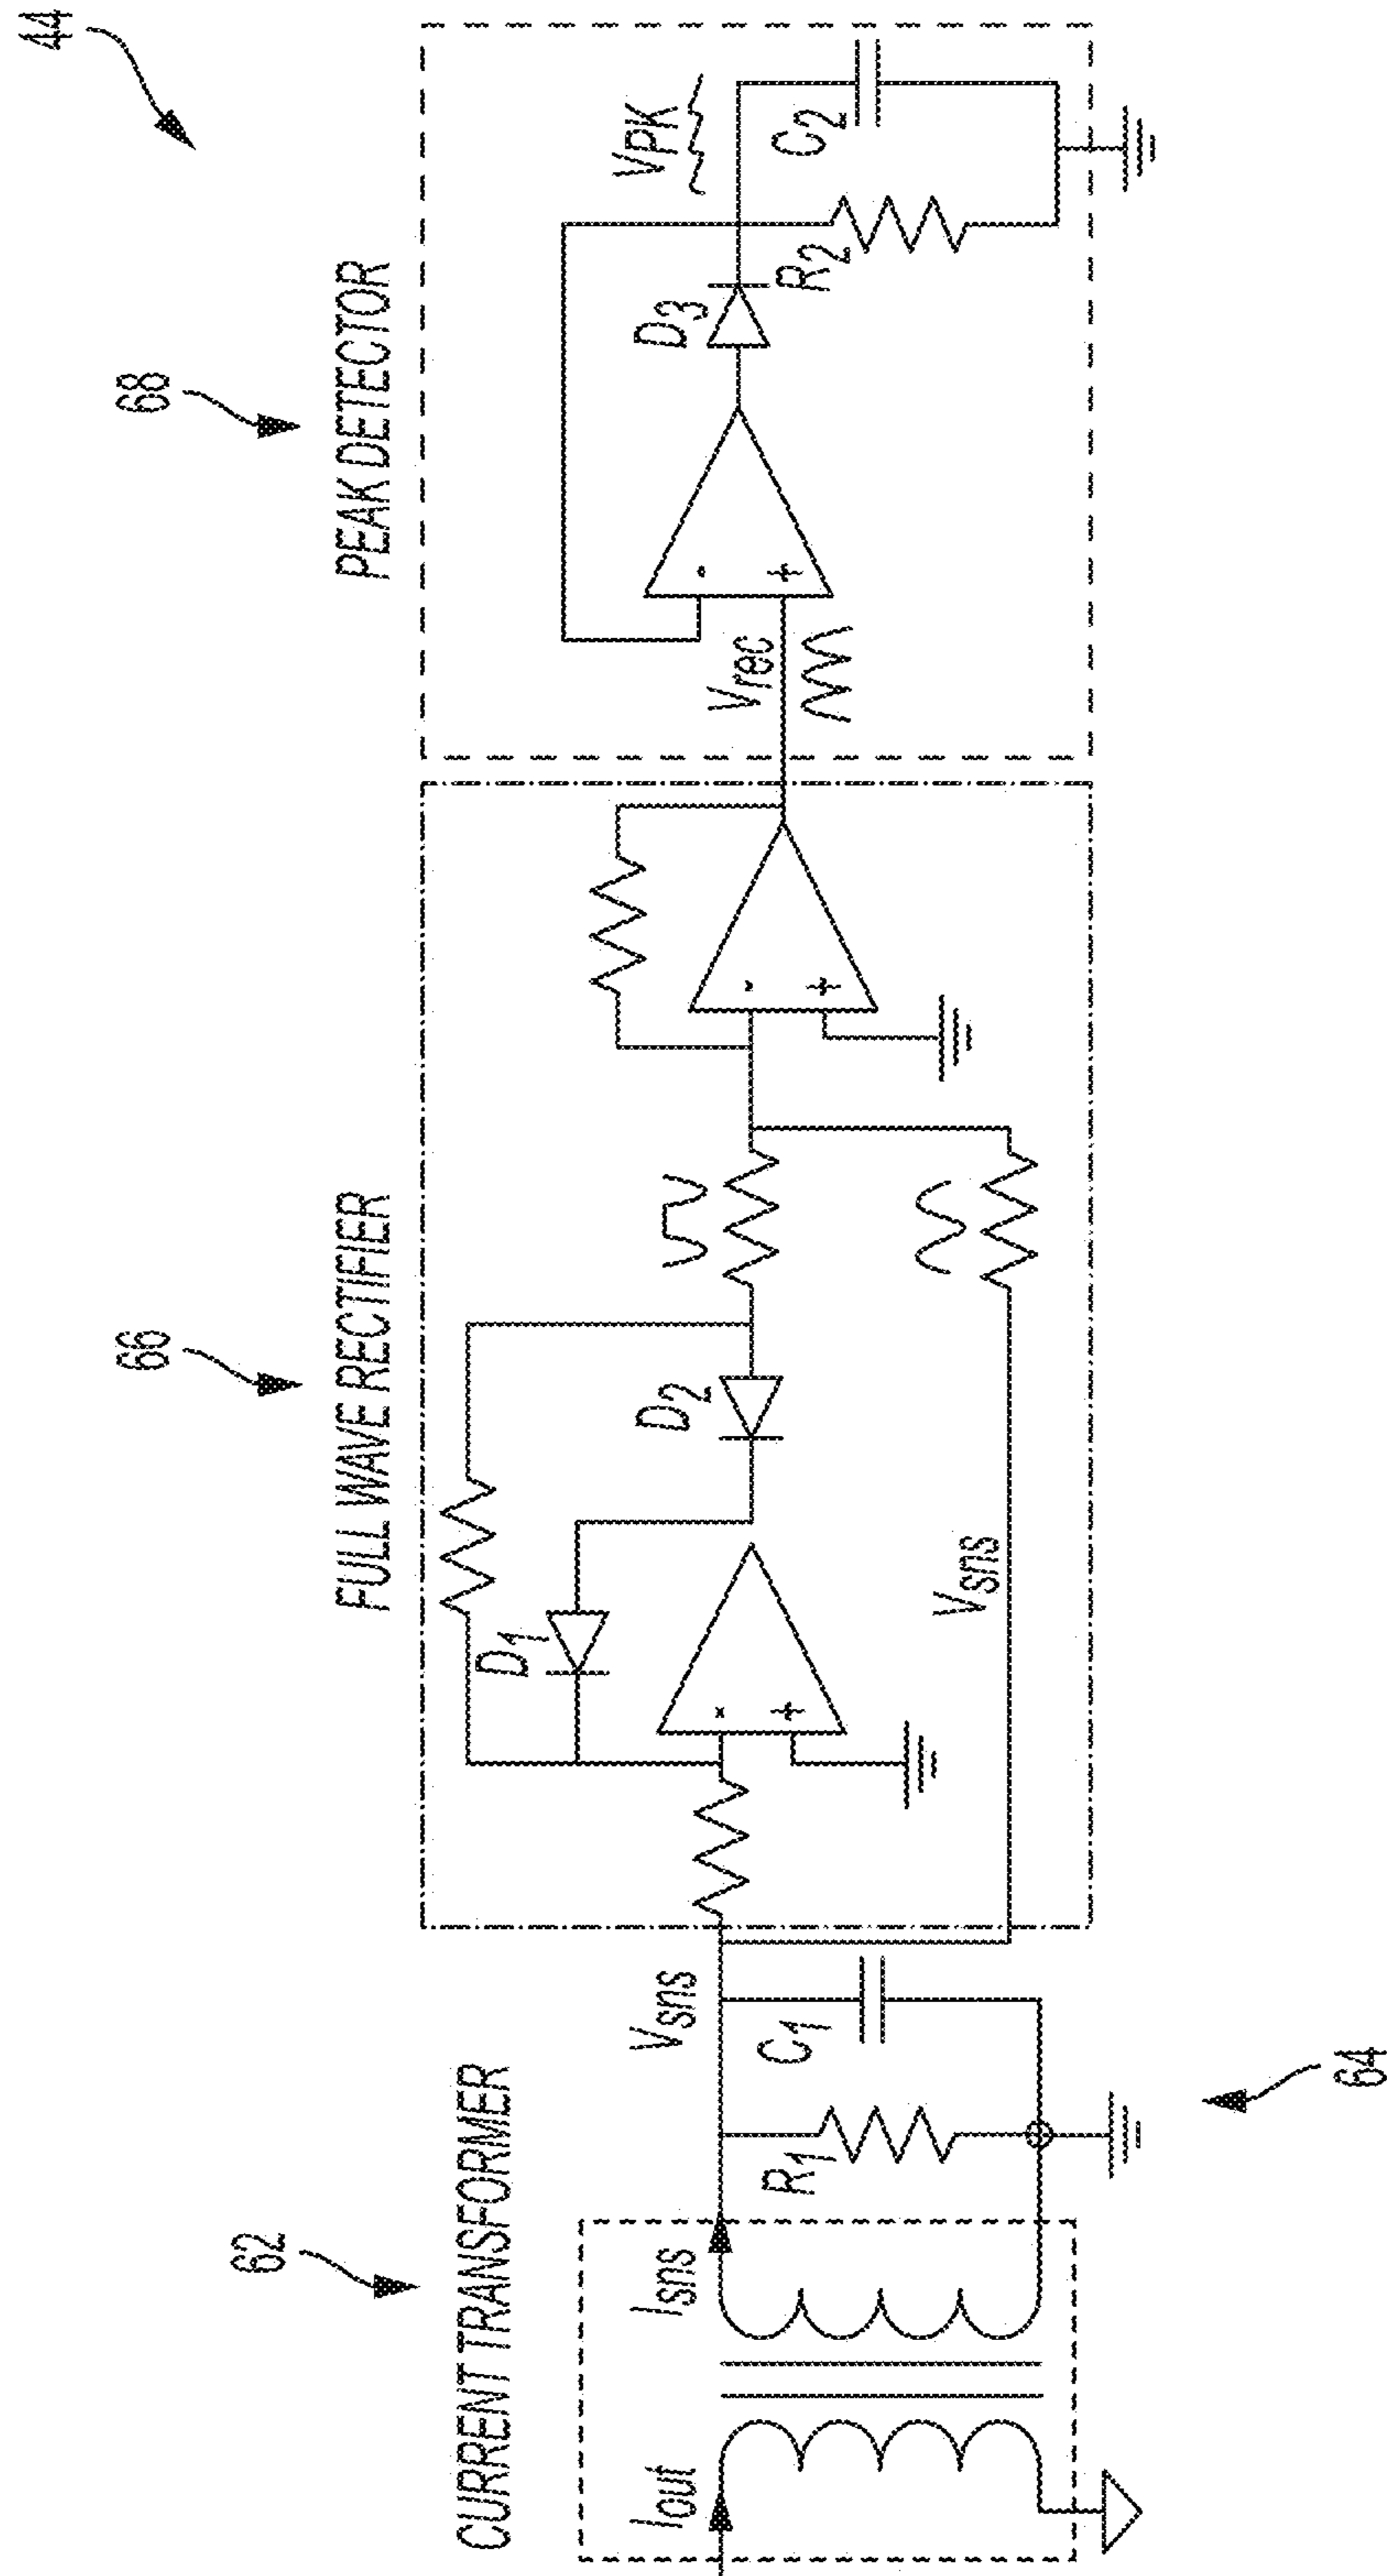 44
62
66
68
CURRENT TRANSFORMER
FULL WAVE RECTIFIER
PEAK DETECTOR
Iout
Isns
Vsns
R1
C1
64
D1
D2
Vsns
- +
- +
Vrec
- +
D3
VPK
R2
C2